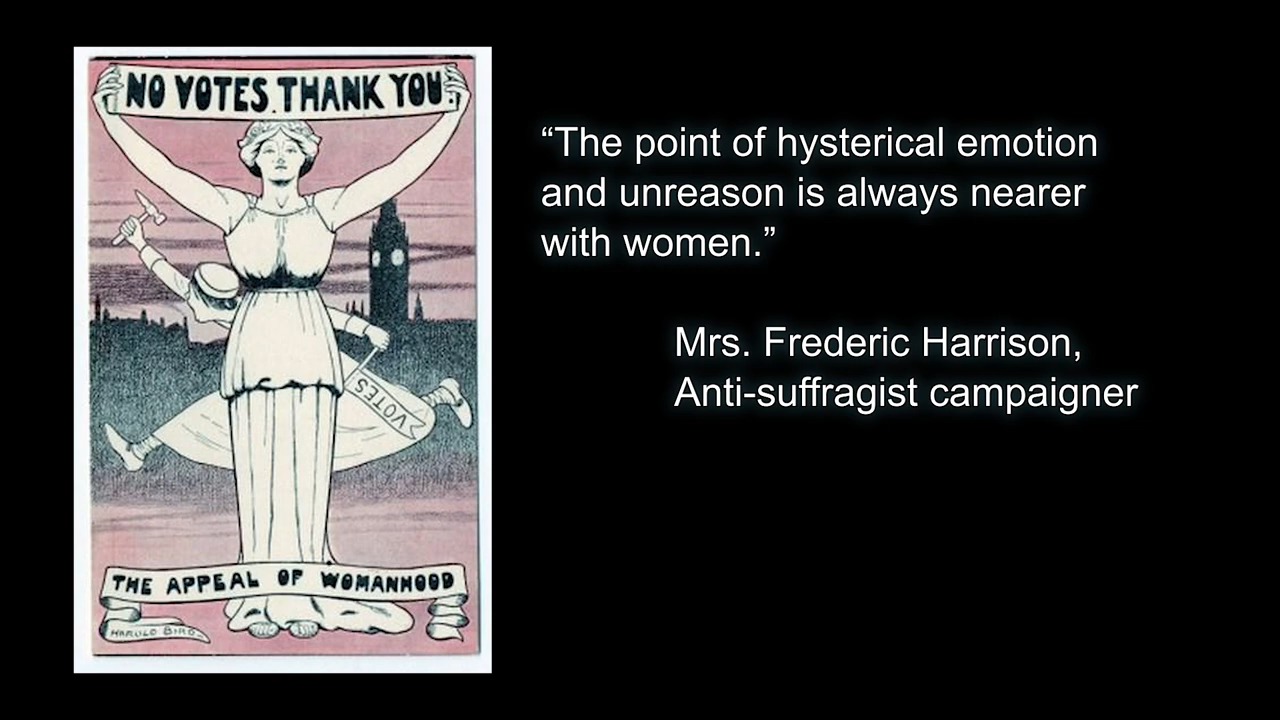 NO VOTES THANK YOU.
VOTES
THE APPEAL OF WOMANHOOD
HAROLD BIRD
“The point of hysterical emotion
and unreason is always nearer
with women.”
Mrs. Frederic Harrison,
Anti-suffragist campaigner